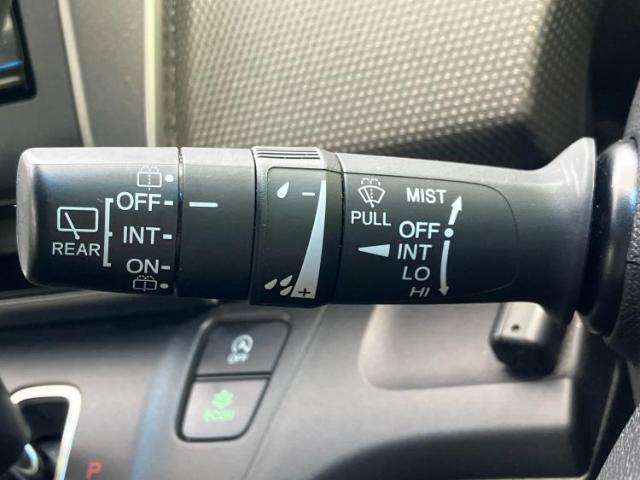 OFF
INT
ON
REAR
−
+
PULL
MIST
OFF
INT
LO
HI
OFF
ECON
P